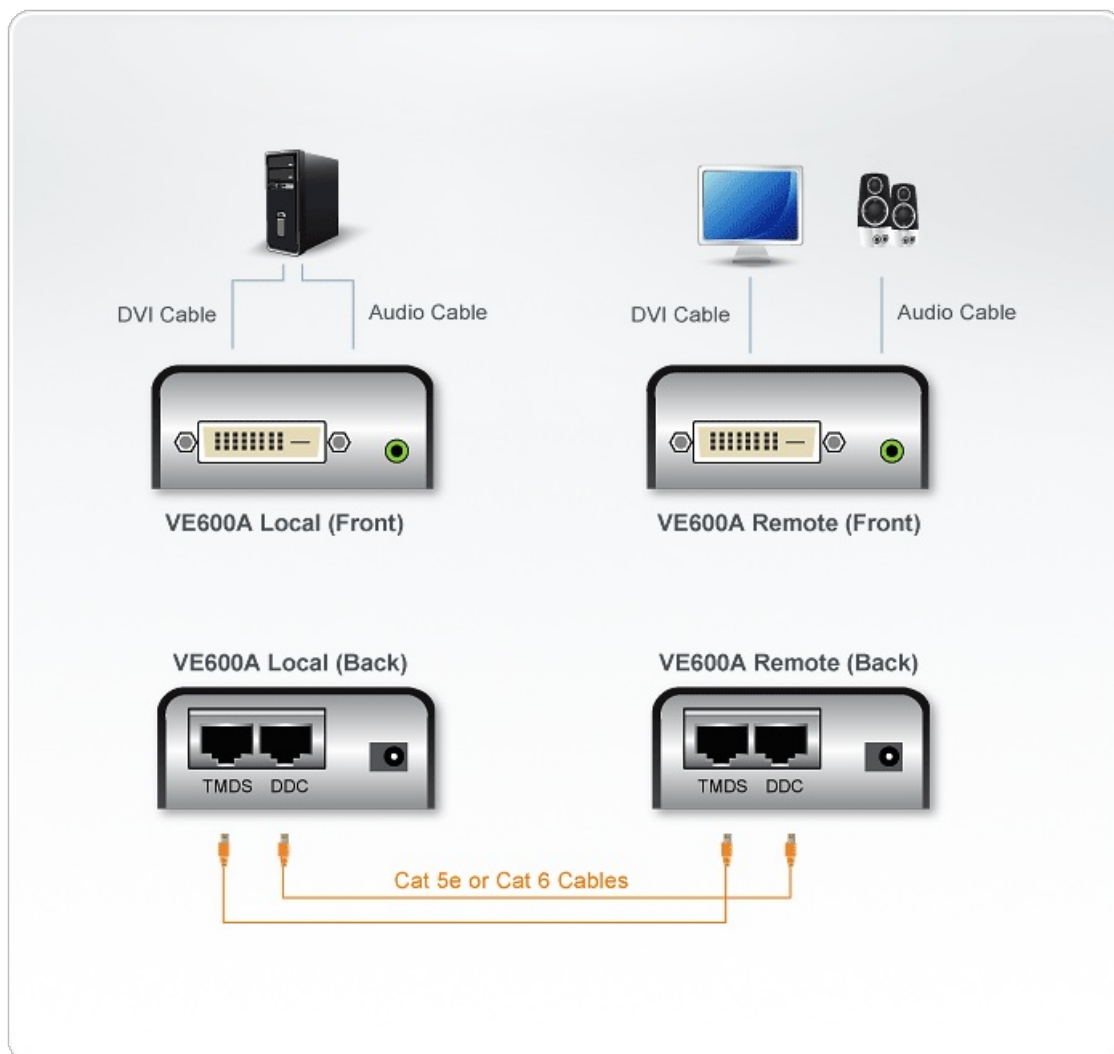 DVI Cable
Audio Cable
DVI Cable
Audio Cable
VE600A Local (Front)
VE600A Remote (Front)
VE600A Local (Back)
VE600A Remote (Back)
TMDS DDC
TMDS DDC
Cat 5e or Cat 6 Cables